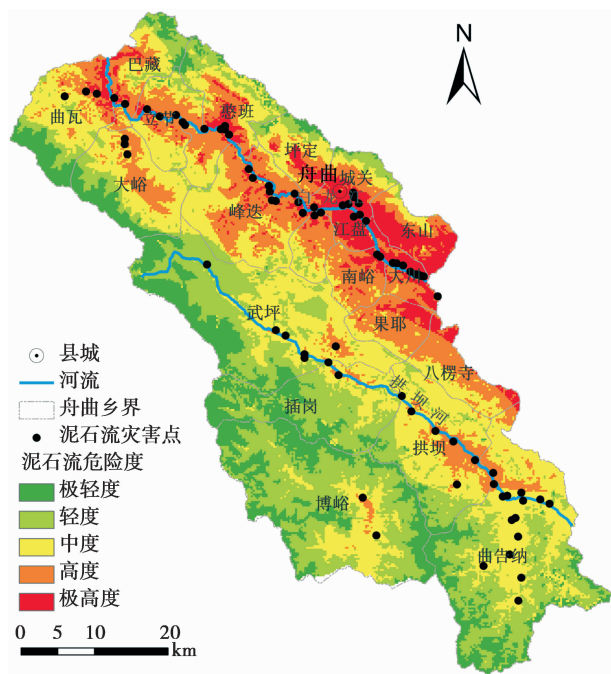 N
巴藏
曲瓦
立节
憨班
大峪
坪定
舟曲
城关
峰迭
江盘
东山
南峪
大川
果耶
武坪
八楞寺
拱坝河
插岗
拱坝
博峪
曲告纳
县城
河流
舟曲乡界
泥石流灾害点
泥石流危险度
极轻度
轻度
中度
高度
极高度
0 5 10 20
km